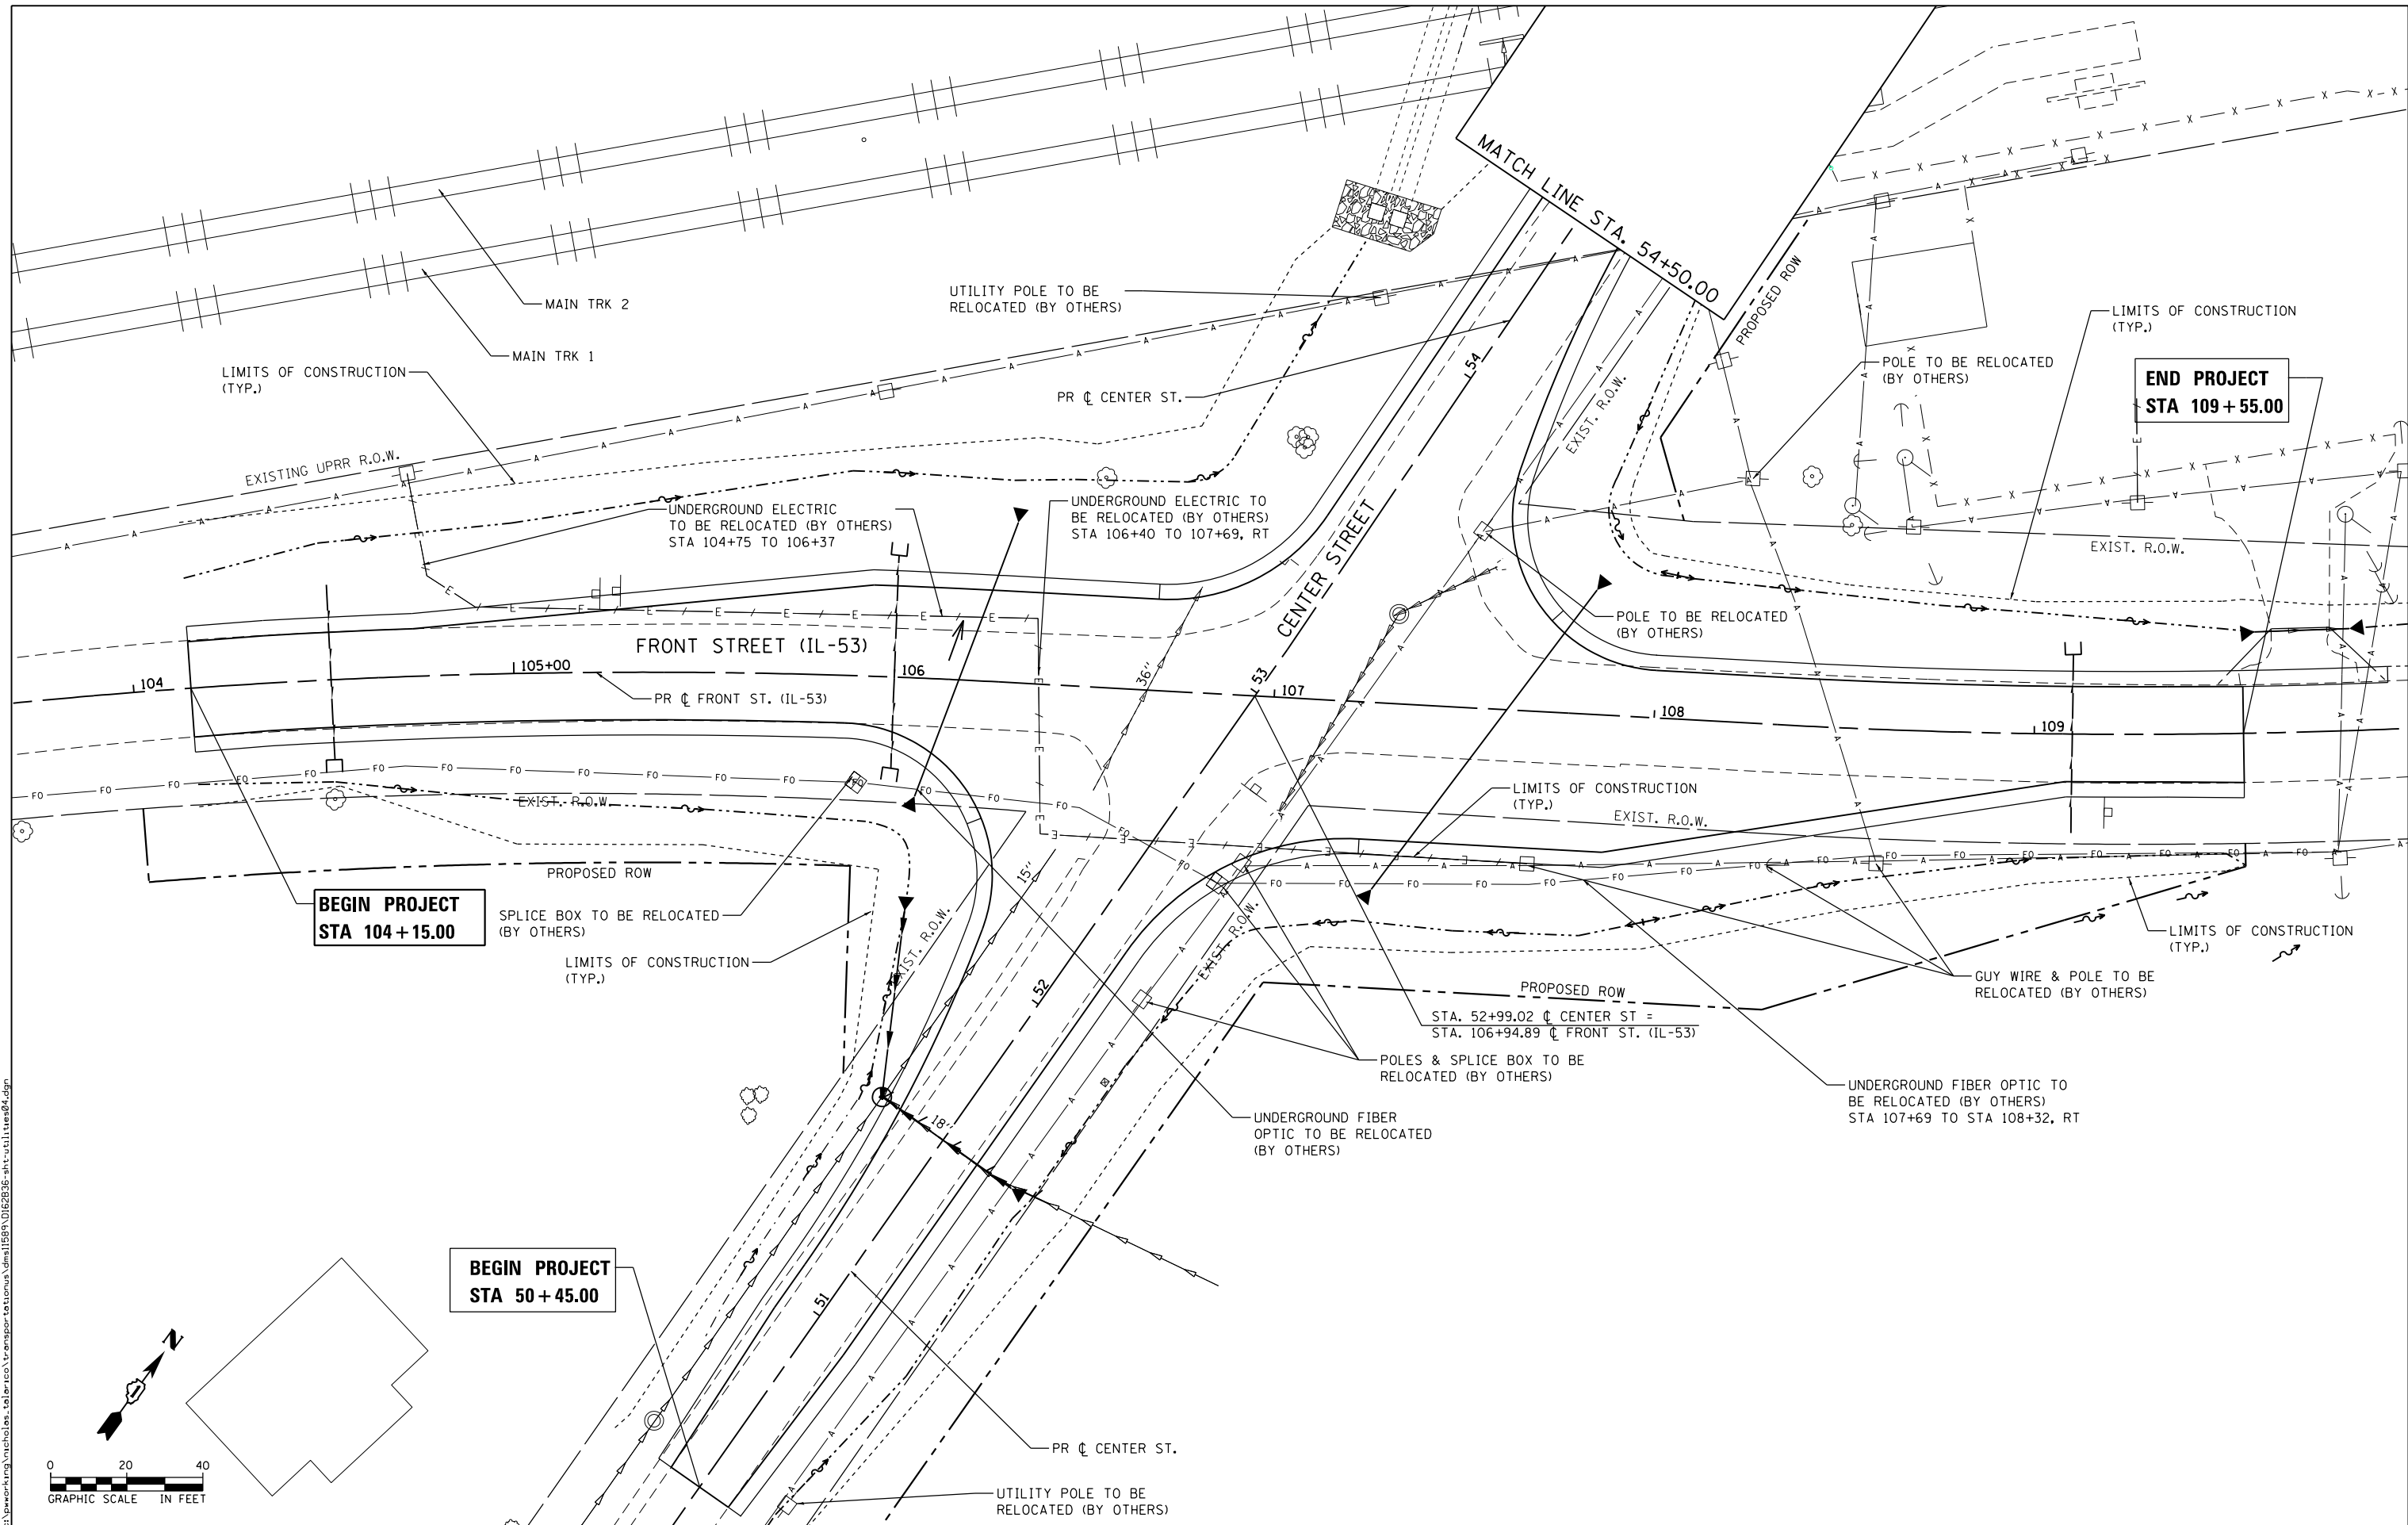 MATCH LINE STA. 54+50.00
MAIN TRK 2
MAIN TRK 1
LIMITS OF CONSTRUCTION
(TYP.)
EXISTING UPRR R.O.W.
UTILITY POLE TO BE
RELOCATED (BY OTHERS)
PR ℄ CENTER ST.
54
EXIST. R.O.W.
PROPOSED ROW
POLE TO BE RELOCATED
(BY OTHERS)
LIMITS OF CONSTRUCTION
(TYP.)
END PROJECT
STA 109+55.00
UNDERGROUND ELECTRIC
TO BE RELOCATED (BY OTHERS)
STA 104+75 TO 106+37
UNDERGROUND ELECTRIC TO
BE RELOCATED (BY OTHERS)
STA 106+40 TO 107+69, RT
CENTER STREET
EXIST. R.O.W.
POLE TO BE RELOCATED
(BY OTHERS)
FRONT STREET (IL-53)
104
105+00
106
36"
53
107
108
109
PR ℄ FRONT ST. (IL-53)
EXIST. R.O.W.
LIMITS OF CONSTRUCTION
(TYP.)
EXIST. R.O.W.
PROPOSED ROW
15"
BEGIN PROJECT
STA 104+15.00
SPLICE BOX TO BE RELOCATED
(BY OTHERS)
LIMITS OF CONSTRUCTION
(TYP.)
EXIST. R.O.W.
EXIST. R.O.W.
52
LIMITS OF CONSTRUCTION
(TYP.)
GUY WIRE & POLE TO BE
RELOCATED (BY OTHERS)
PROPOSED ROW
STA. 52+99.02 ℄ CENTER ST =
STA. 106+94.89 ℄ FRONT ST. (IL-53)
POLES & SPLICE BOX TO BE
RELOCATED (BY OTHERS)
UNDERGROUND FIBER OPTIC TO
BE RELOCATED (BY OTHERS)
STA 107+69 TO STA 108+32, RT
UNDERGROUND FIBER
OPTIC TO BE RELOCATED
(BY OTHERS)
18"
BEGIN PROJECT
STA 50+45.00
51
N
PR ℄ CENTER ST.
UTILITY POLE TO BE
RELOCATED (BY OTHERS)
0 20 40
GRAPHIC SCALE IN FEET